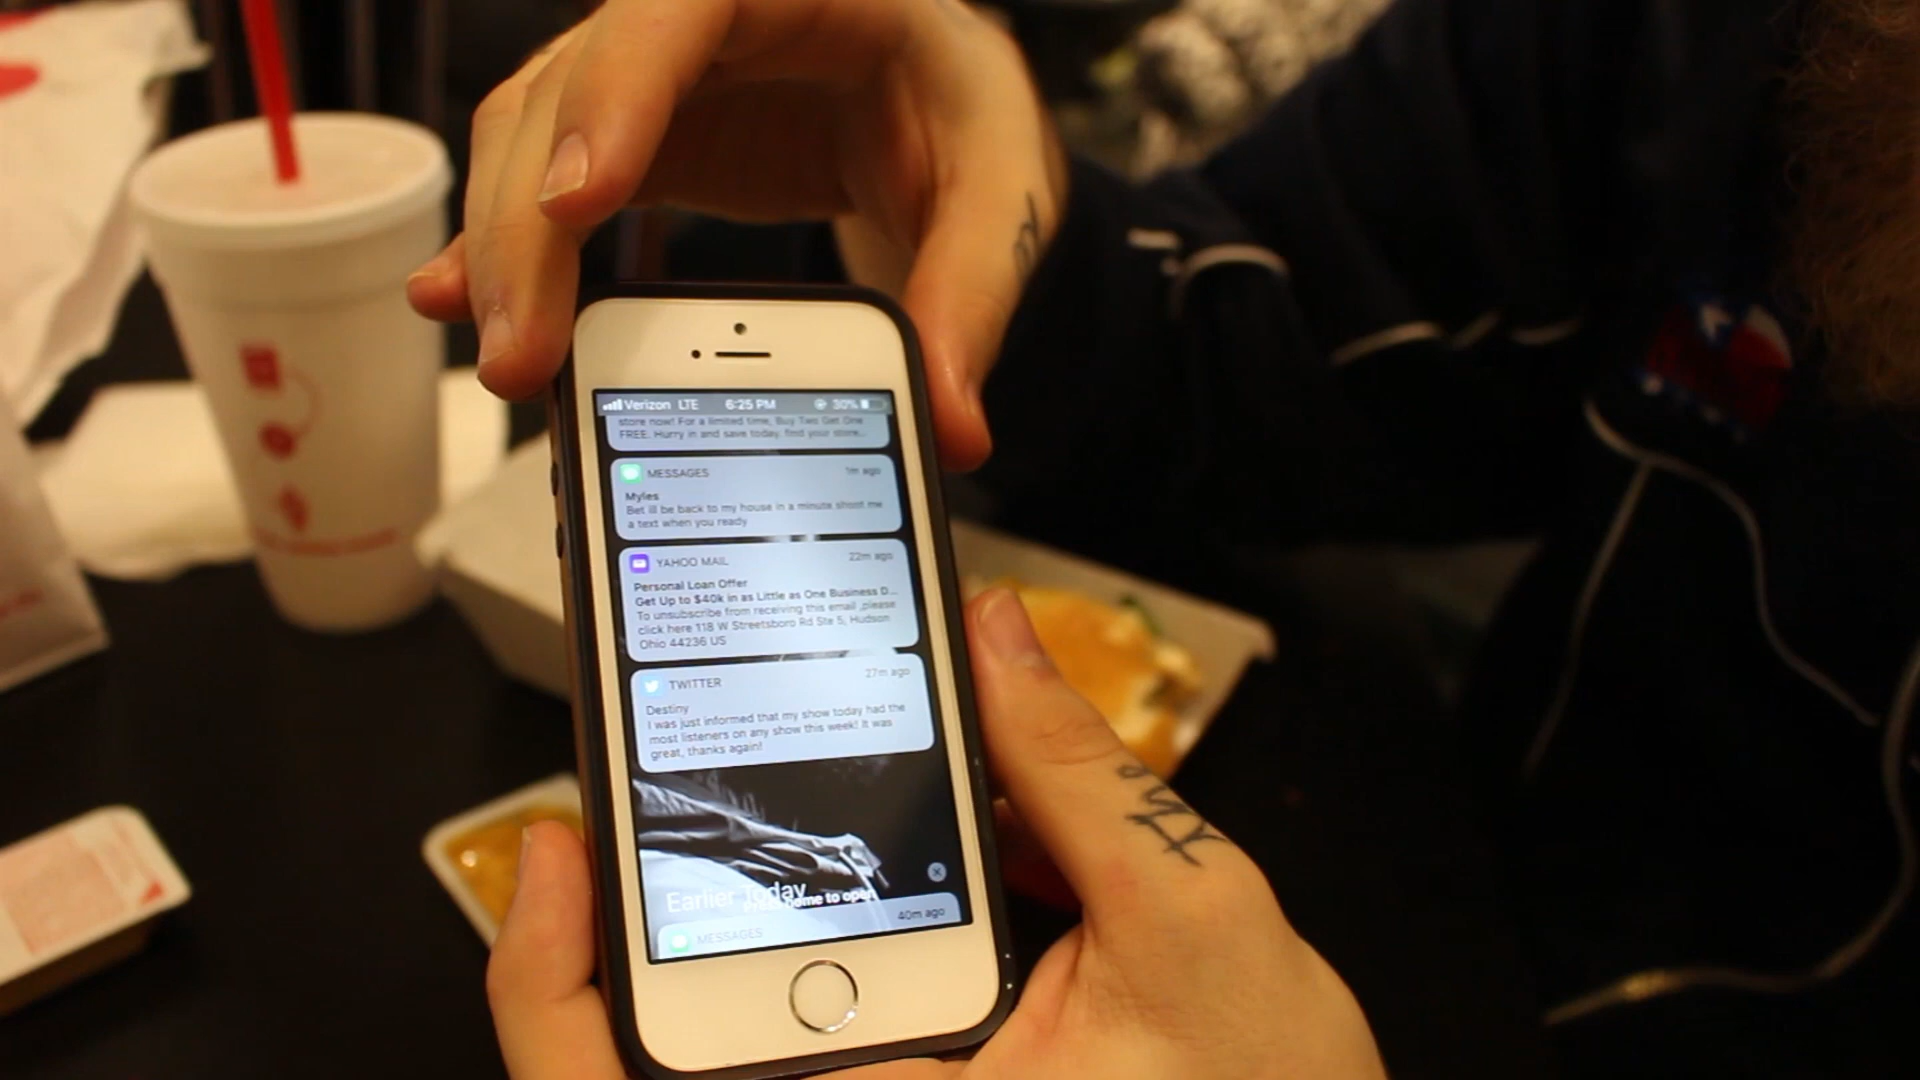 Verizon LTE 6:25 PM 30%
store now! For a limited time, Buy Two Get One
FREE. Hurry in and save today. find your store...
MESSAGES 1m ago
Myles
Bet ill be back to my house in a minute shoot me
a text when you ready
YAHOO MAIL 22m ago
Personal Loan Offer
Get Up to $40k in as Little as One Business D...
To unsubscribe from receiving this email ,please
click here 118 W Streetsboro Rd Ste 5, Hudson
Ohio 44236 US
TWITTER 27m ago
Destiny
I was just informed that my show today had the
most listeners on any show this week! It was
great, thanks again!
Earlier Today
Press home to open
40m ago
MESSAGES